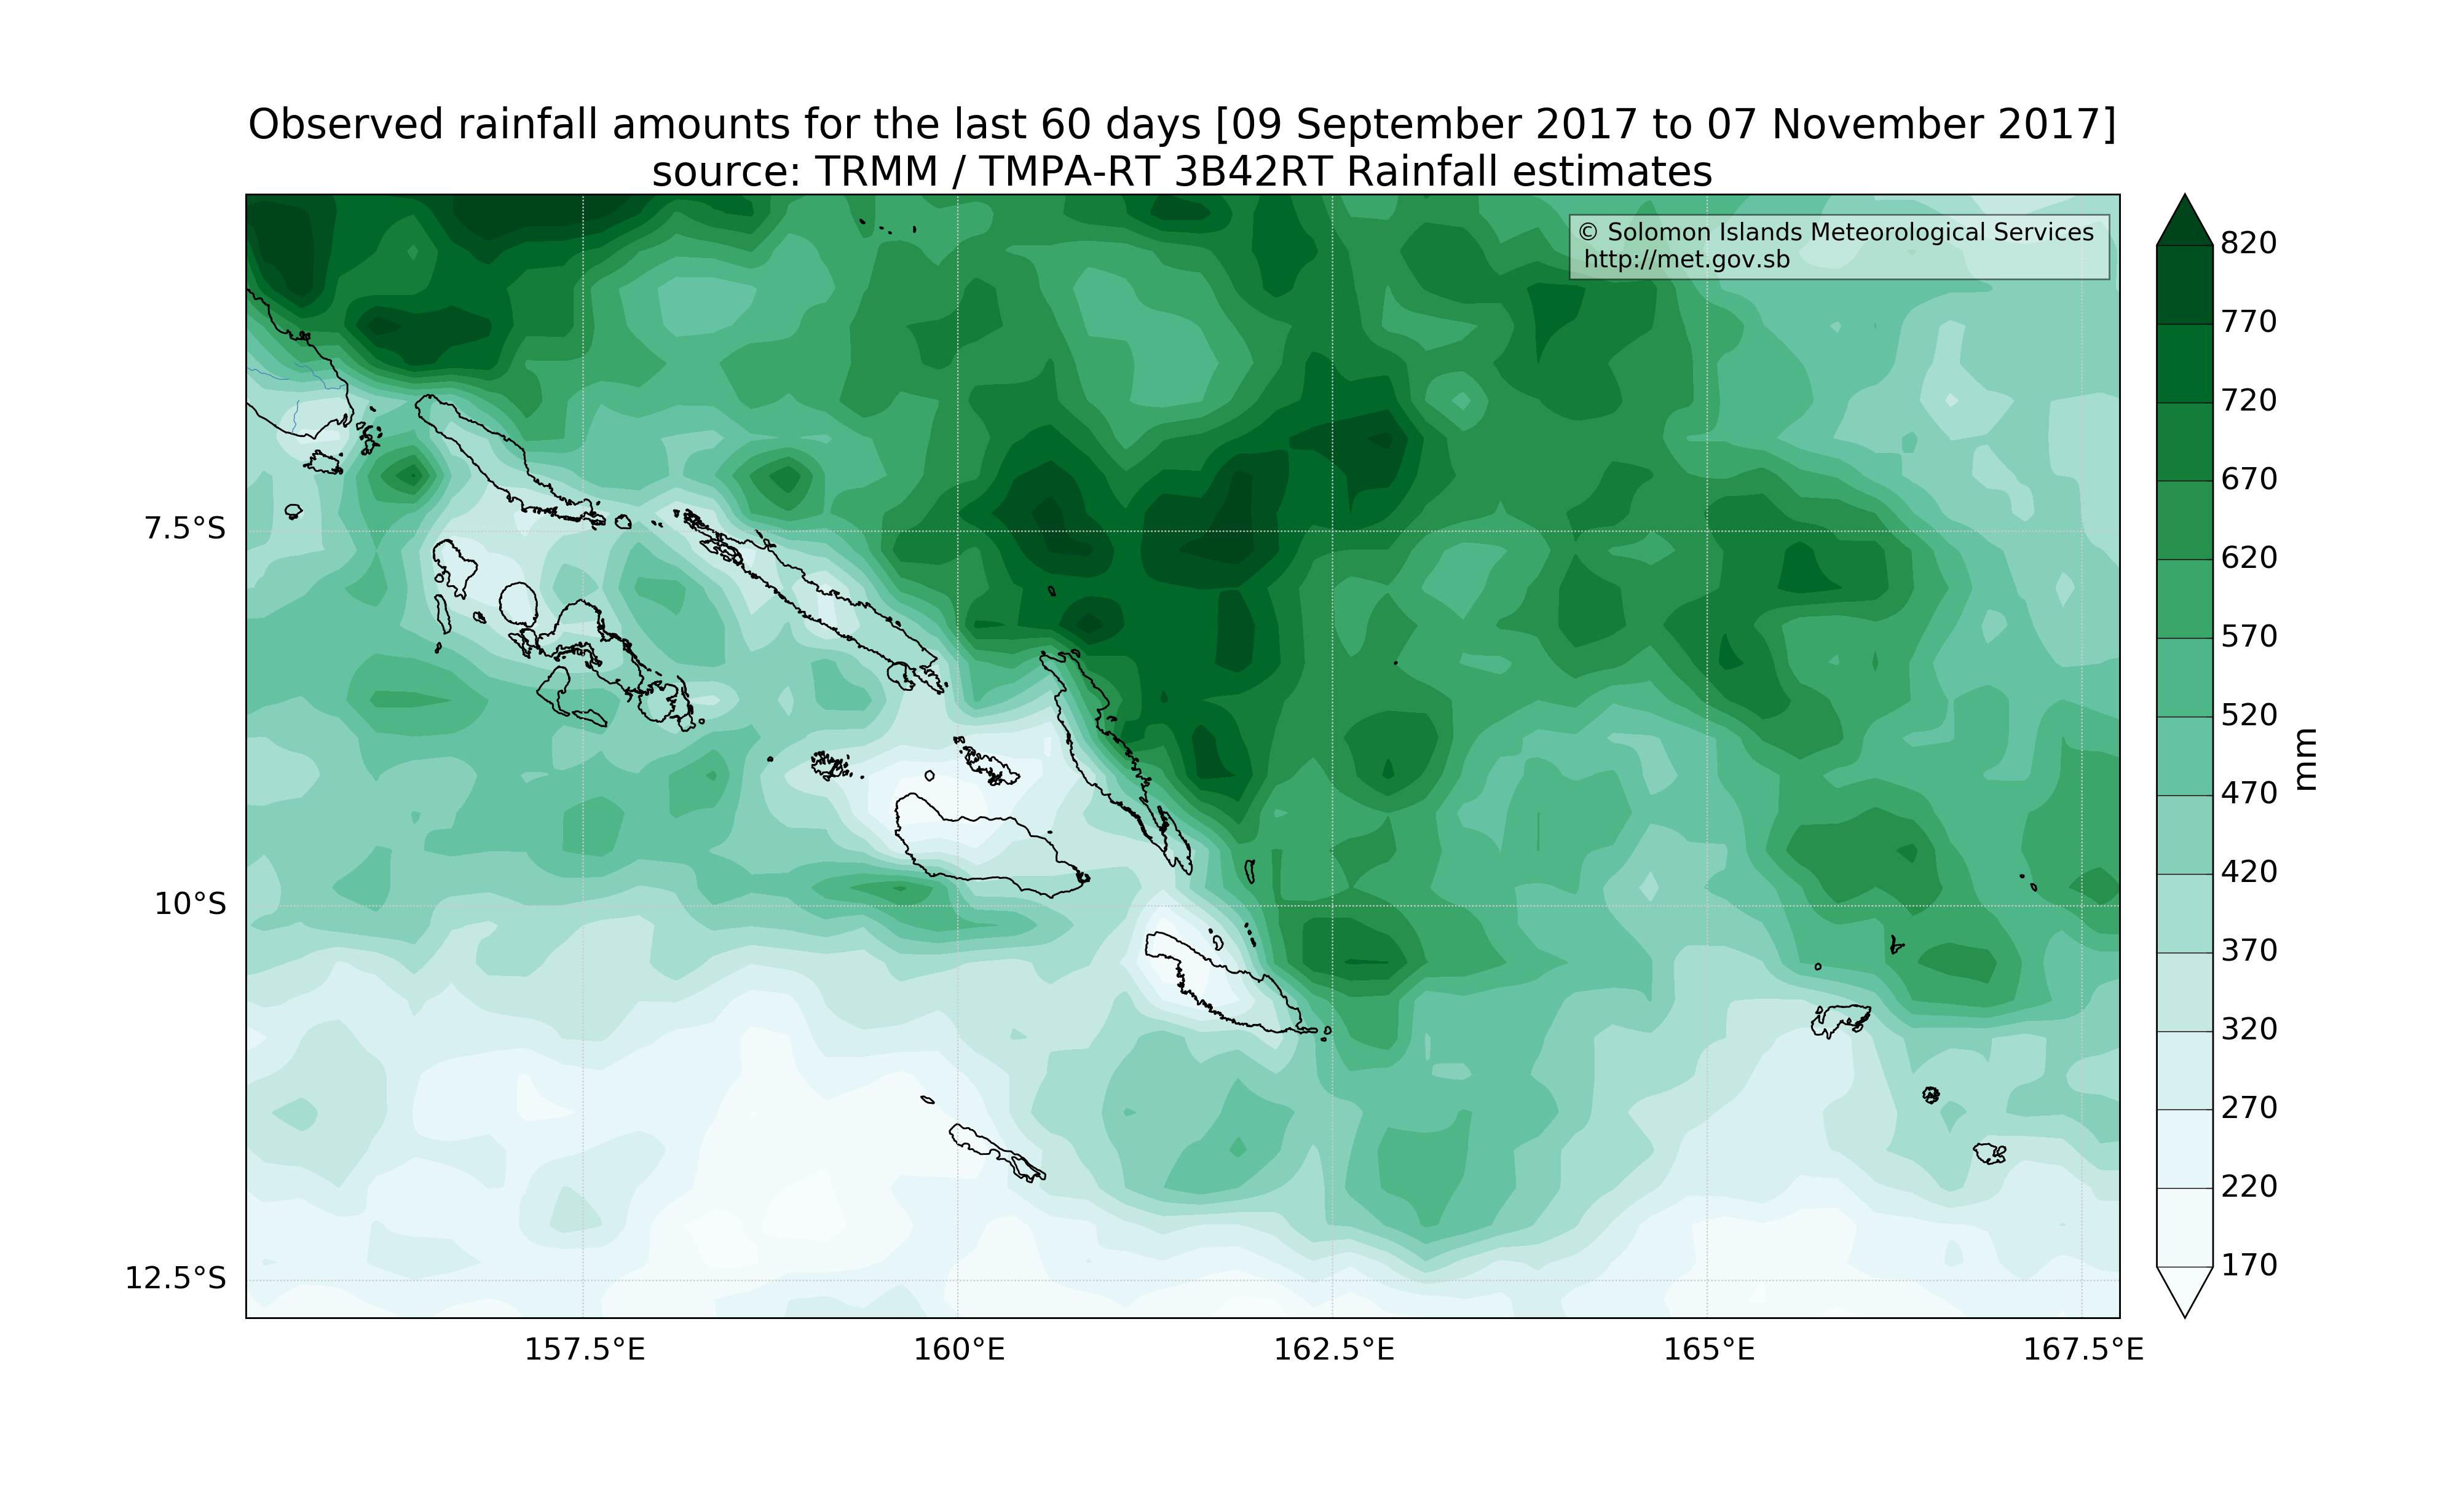 Observed rainfall amounts for the last 60 days [09 September 2017 to 07 November 2017]
source: TRMM / TMPA-RT 3B42RT Rainfall estimates
© Solomon Islands Meteorological Services
http://met.gov.sb
7.5°S
10°S
12.5°S
157.5°E
160°E
162.5°E
165°E
167.5°E
820
770
720
670
620
570
520
470
420
370
320
270
220
170
mm